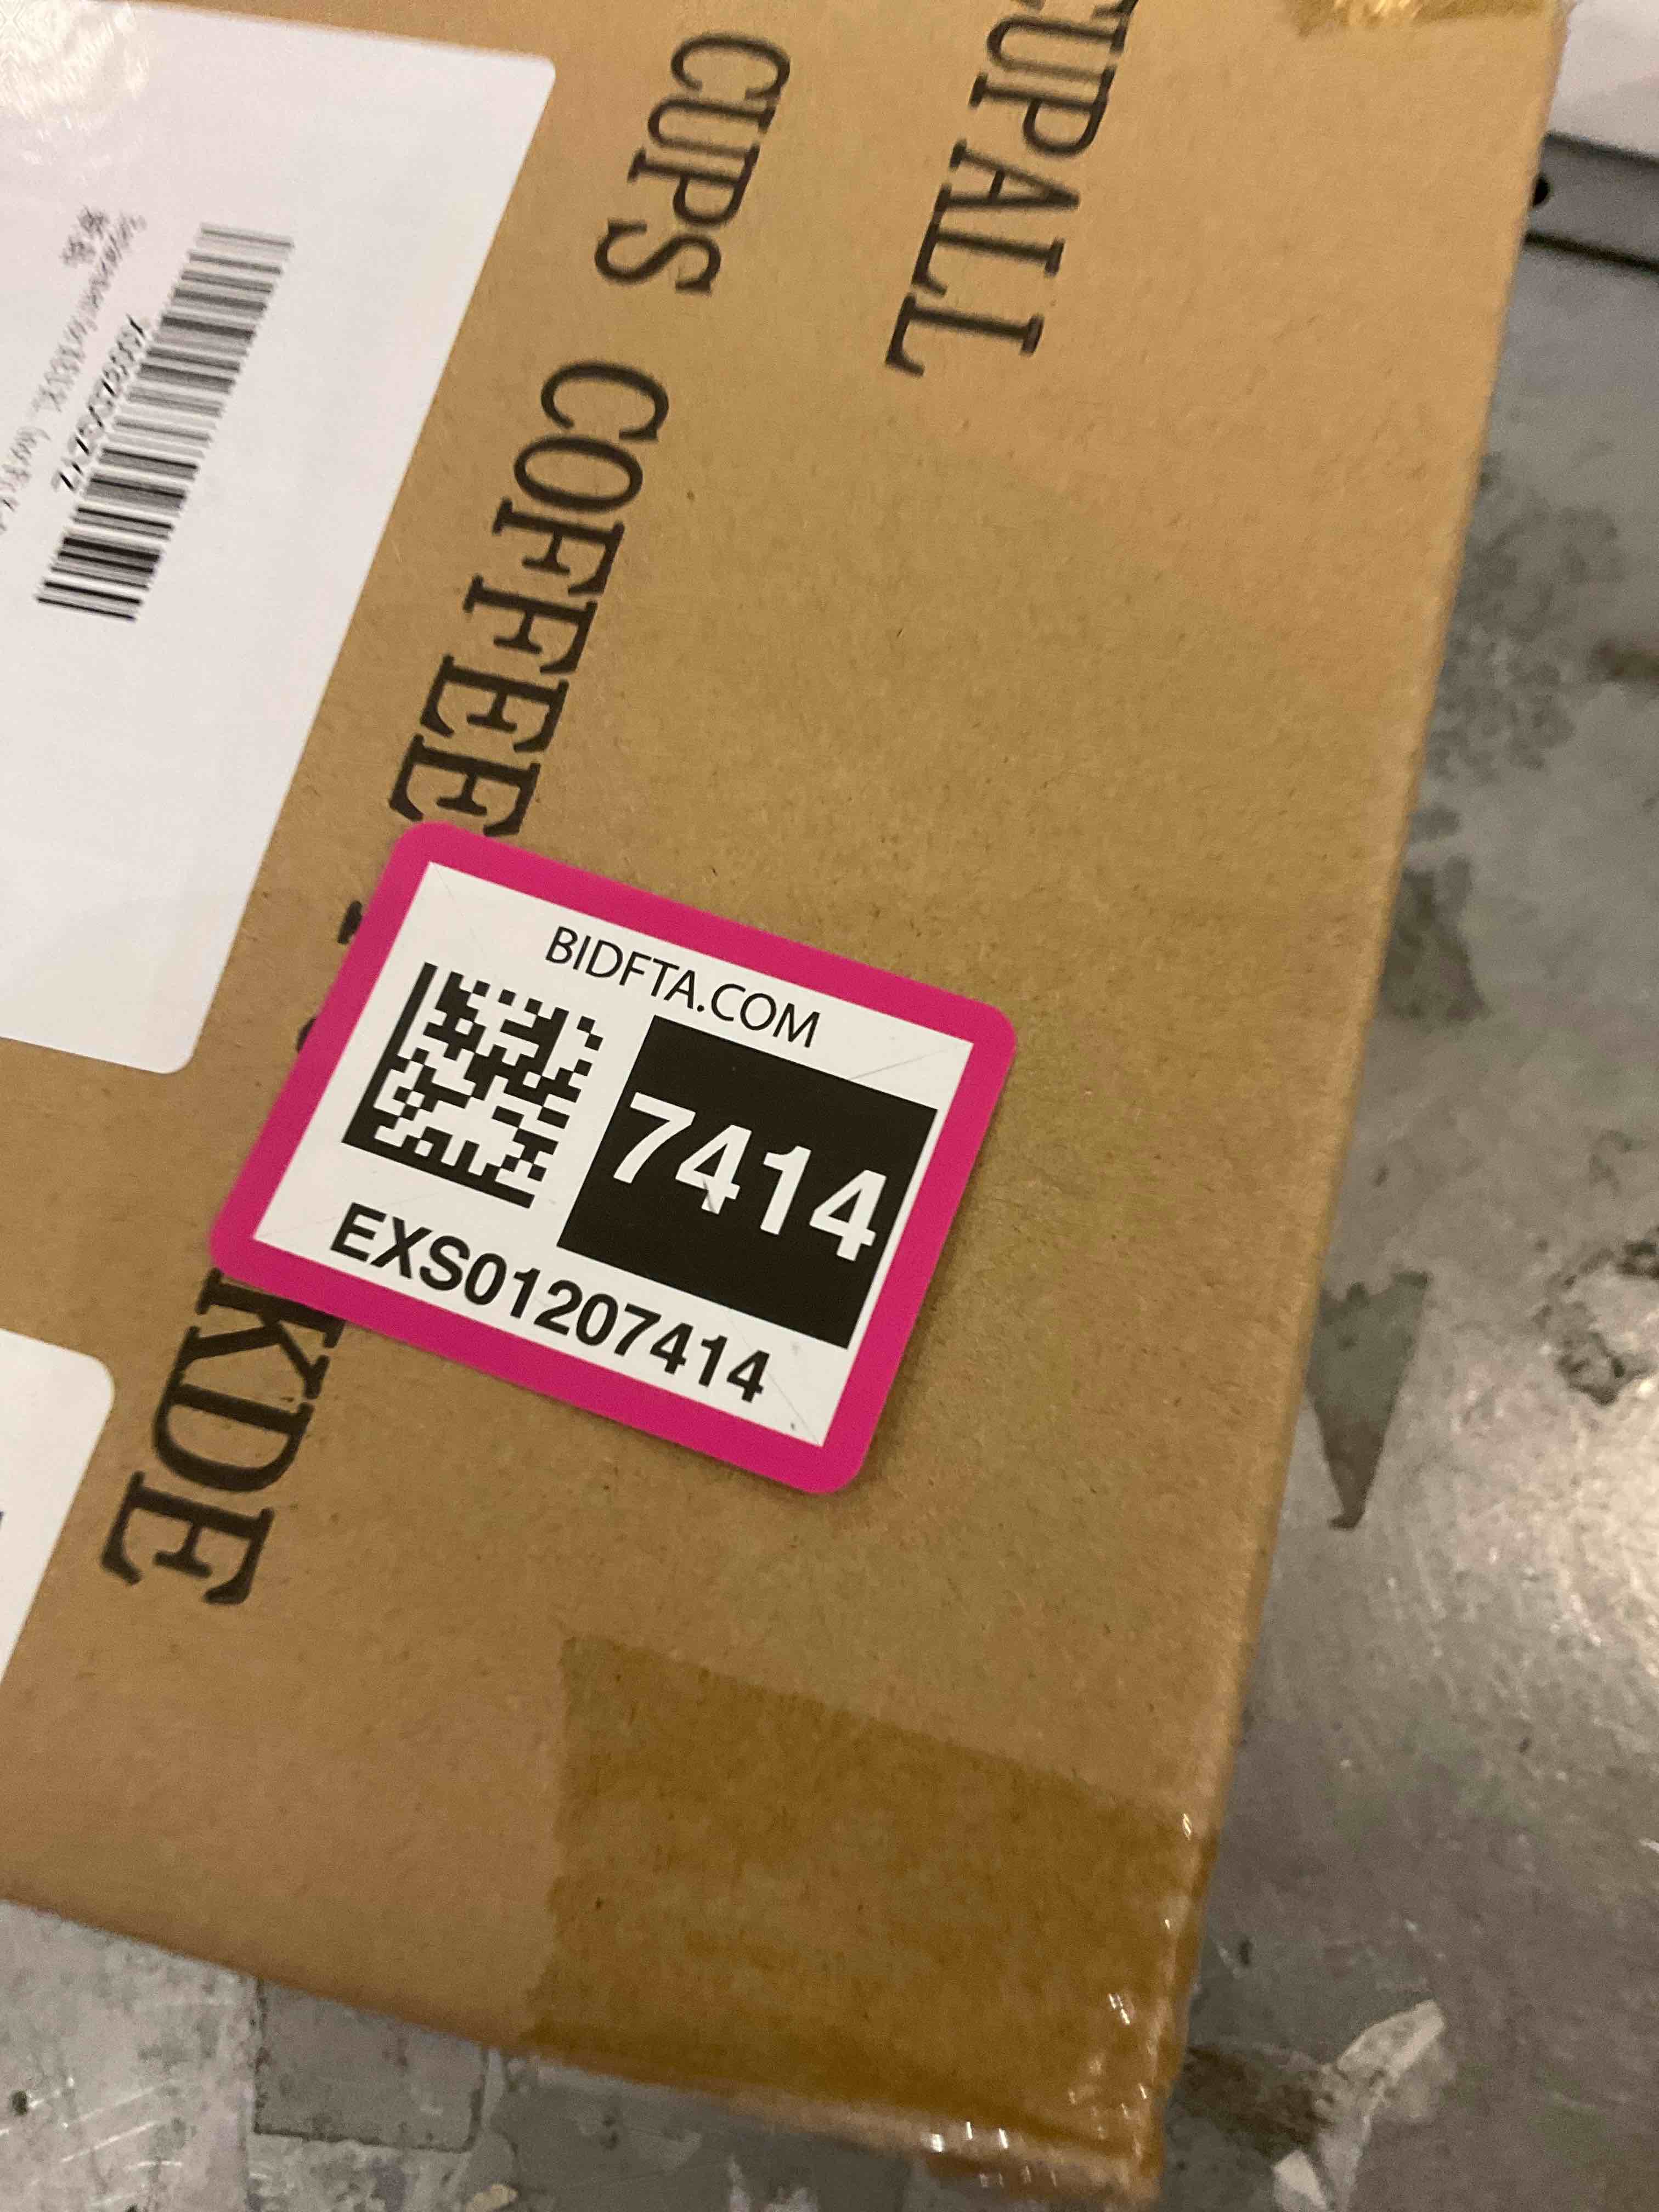 CUPALL
CUPS COFFEE
KDE
BIDFTA.COM
7414
EXS01207414